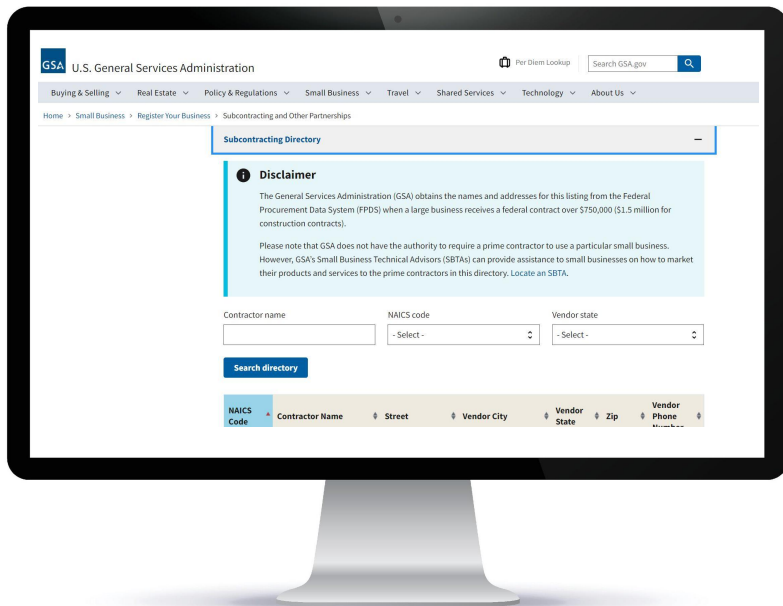 GSA U.S. General Services Administration
Per Diem Lookup
Search GSA.gov
Buying & Selling Real Estate Policy & Regulations Small Business Travel Shared Services Technology About Us
Home > Small Business > Register Your Business > Subcontracting and Other Partnerships
Subcontracting Directory
Disclaimer
The General Services Administration (GSA) obtains the names and addresses for this listing from the Federal
Procurement Data System (FPDS) when a large business receives a federal contract over $750,000 ($1.5 million for
construction contracts).
Please note that GSA does not have the authority to require a prime contractor to use a particular small business.
However, GSA's Small Business Technical Advisors (SBTAs) can provide assistance to small businesses on how to market
their products and services to the prime contractors in this directory. Locate an SBTA.
Contractor name NAICS code Vendor state
- Select - - Select -
Search directory
NAICS
Code
Contractor Name
Street
Vendor City
Vendor
State
Zip
Vendor
Phone
Number